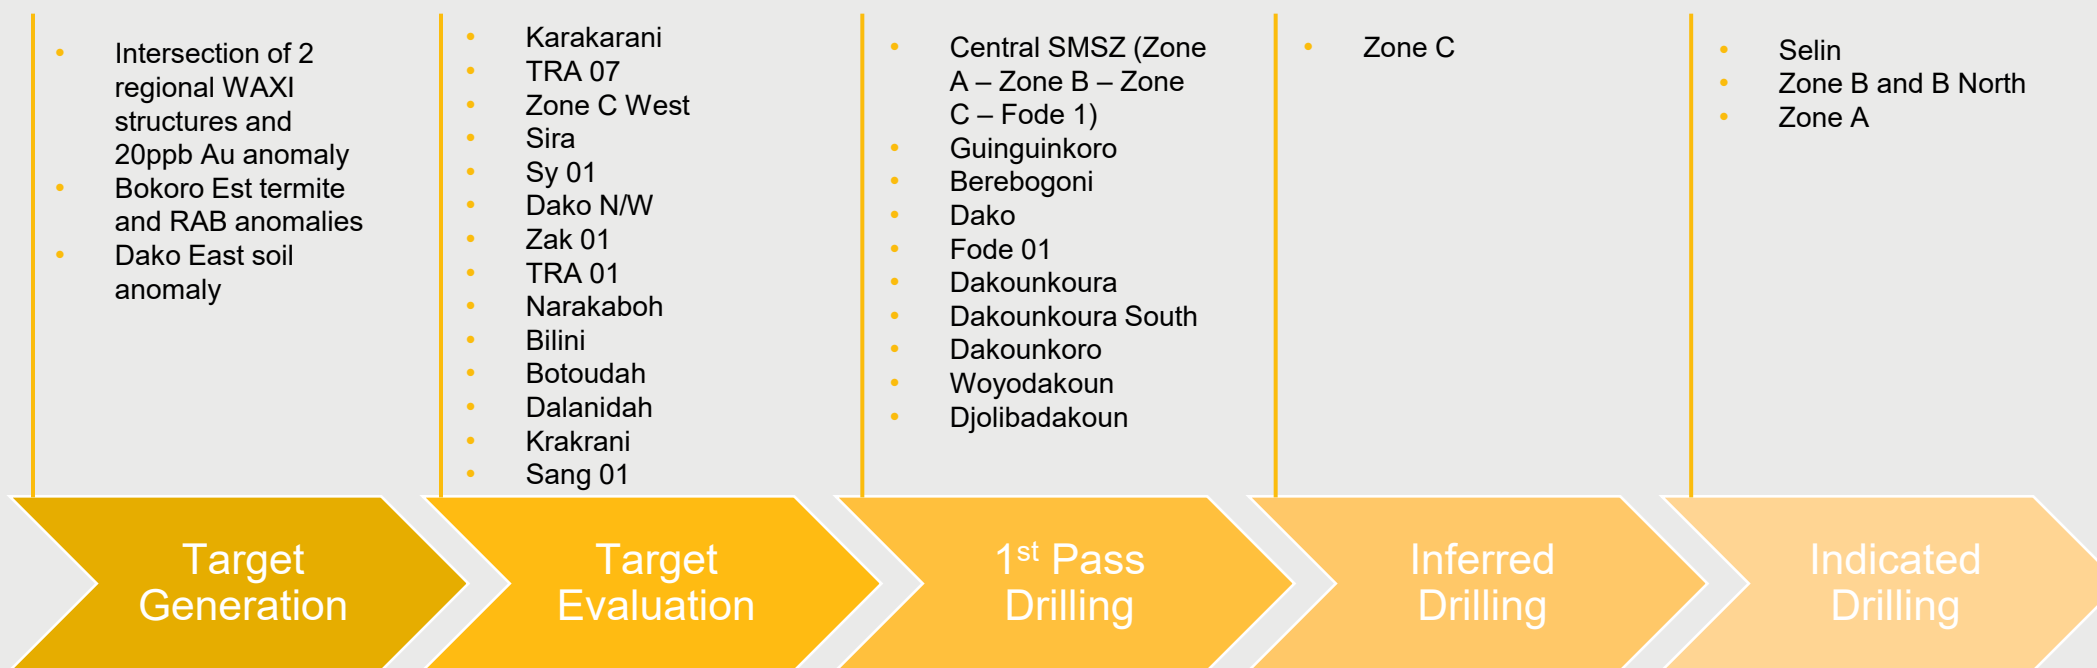 Intersection of 2
regional WAXI
structures and
20ppb Au anomaly
Bokoro Est termite
and RAB anomalies
Dako East soil
anomaly
Karakarani
TRA 07
Zone C West
Sira
Sy 01
Dako N/W
Zak 01
TRA 01
Narakaboh
Bilini
Botoudah
Dalanidah
Krakrani
Sang 01
Central SMSZ (Zone
A – Zone B – Zone
C – Fode 1)
Guinguinkoro
Berebogoni
Dako
Fode 01
Dakounkoura
Dakounkoura South
Dakounkoro
Woyodakoun
Djolibadakoun
Zone C
Selin
Zone B and B North
Zone A
Target
Generation
Target
Evaluation
1st Pass
Drilling
Inferred
Drilling
Indicated
Drilling